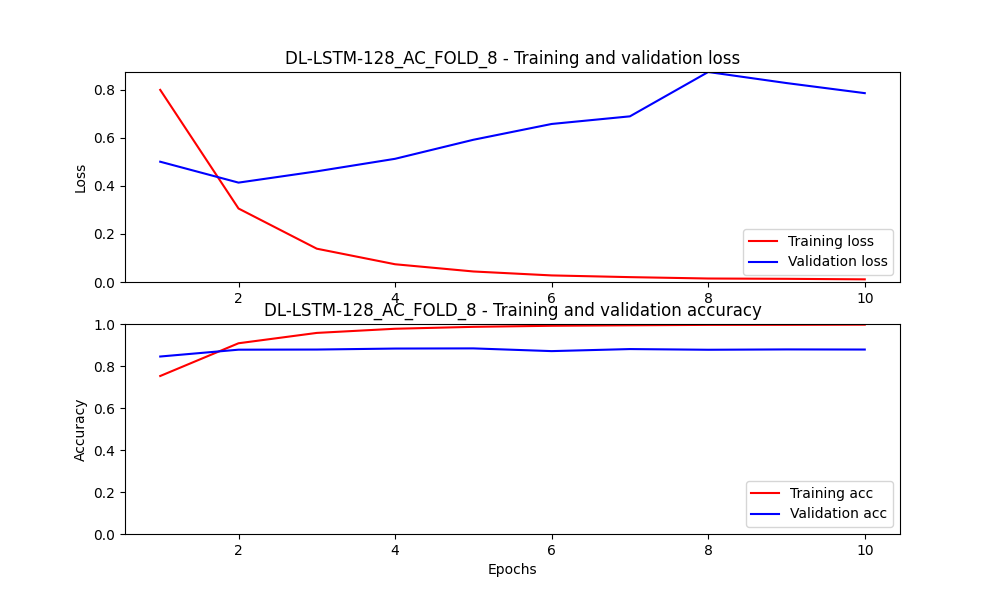 DL-LSTM-128_AC_FOLD_8 - Training and validation loss
0.8
0.6
0.4
0.2
0.0
Loss
Training loss
Validation loss
2 4 6 8 10
DL-LSTM-128_AC_FOLD_8 - Training and validation accuracy
1.0
0.8
0.6
0.4
0.2
0.0
Accuracy
Training acc
Validation acc
2 4 6 8 10
Epochs